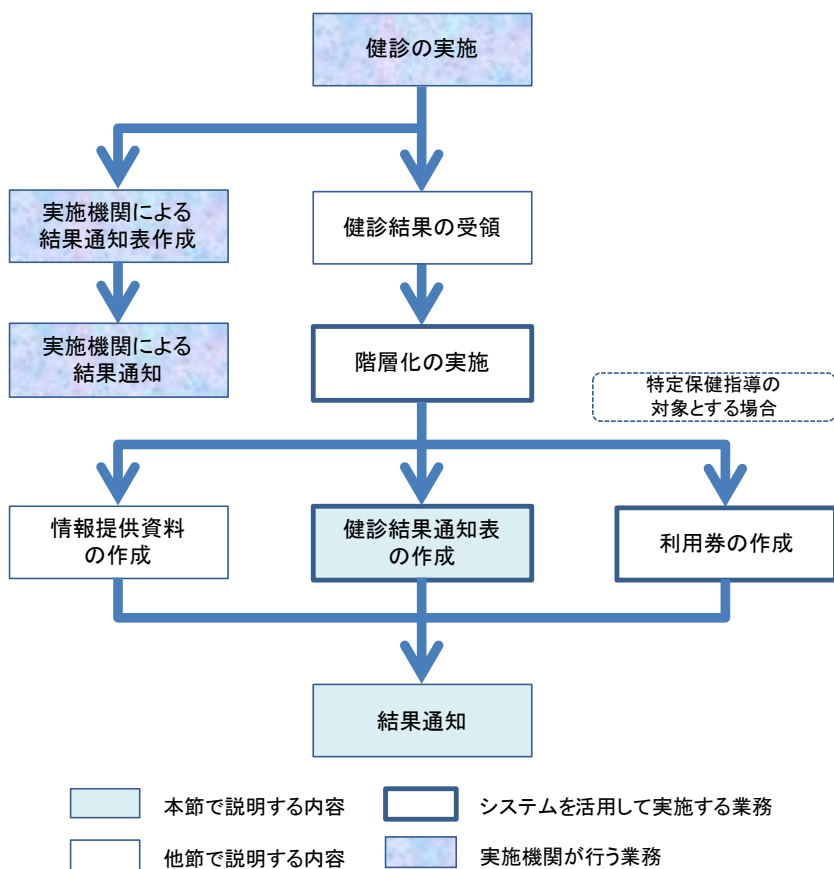 健診の実施
実施機関による
結果通知表作成
健診結果の受領
実施機関による
結果通知
階層化の実施
特定保健指導の
対象とする場合
情報提供資料
の作成
健診結果通知表
の作成
利用券の作成
結果通知
本節で説明する内容
システムを活用して実施する業務
他節で説明する内容
実施機関が行う業務